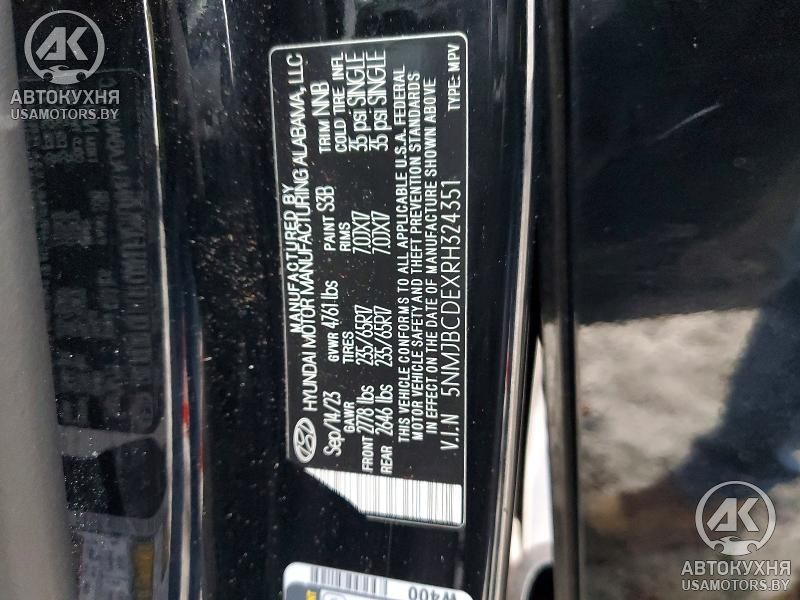 AK
АВТОКУХНЯ
USAMOTORS.BY
MANUFACTURED BY
HYUNDAI MOTOR MANUFACTURING ALABAMA, LLC
Sep/14/23 GVWR 4761 lbs PAINT S3B TRIM NNB
GAWR TIRES RIMS COLD TIRE INFL
FRONT 2778 lbs 235/65R17 7.0JX17 35 psi SINGLE
REAR 2646 lbs 235/65R17 7.0JX17 35 psi SINGLE
THIS VEHICLE CONFORMS TO ALL APPLICABLE U.S.A. FEDERAL
MOTOR VEHICLE SAFETY AND THEFT PREVENTION STANDARDS
IN EFFECT ON THE DATE OF MANUFACTURE SHOWN ABOVE
V.I.N 5NMJBCDEXRH324351 TYPE: MPV
W400
AK
АВТОКУХНЯ
USAMOTORS.BY